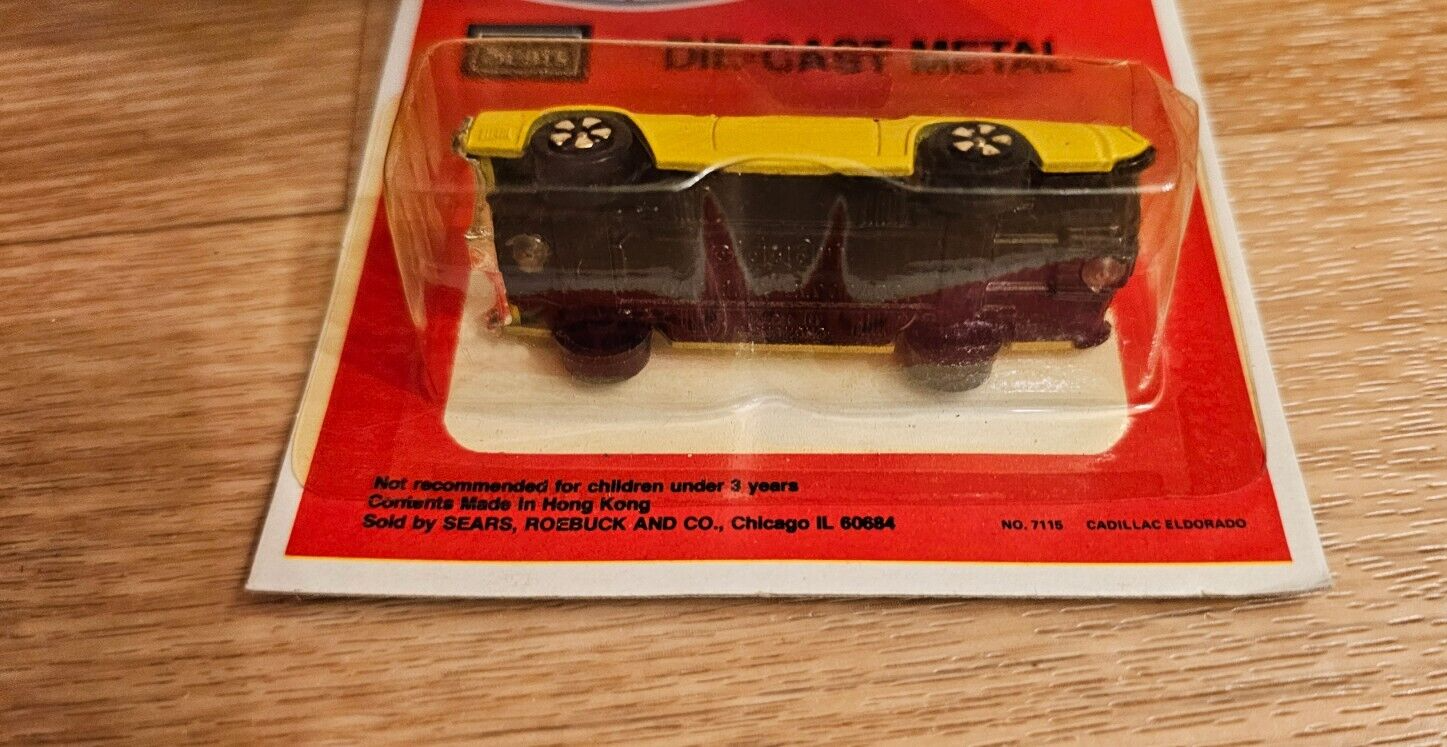 DIE-CAST METAL
Not recommended for children under 3 years
Contents Made in Hong Kong
Sold by SEARS, ROEBUCK AND CO., Chicago IL 60684
NO. 7115 CADILLAC ELDORADO